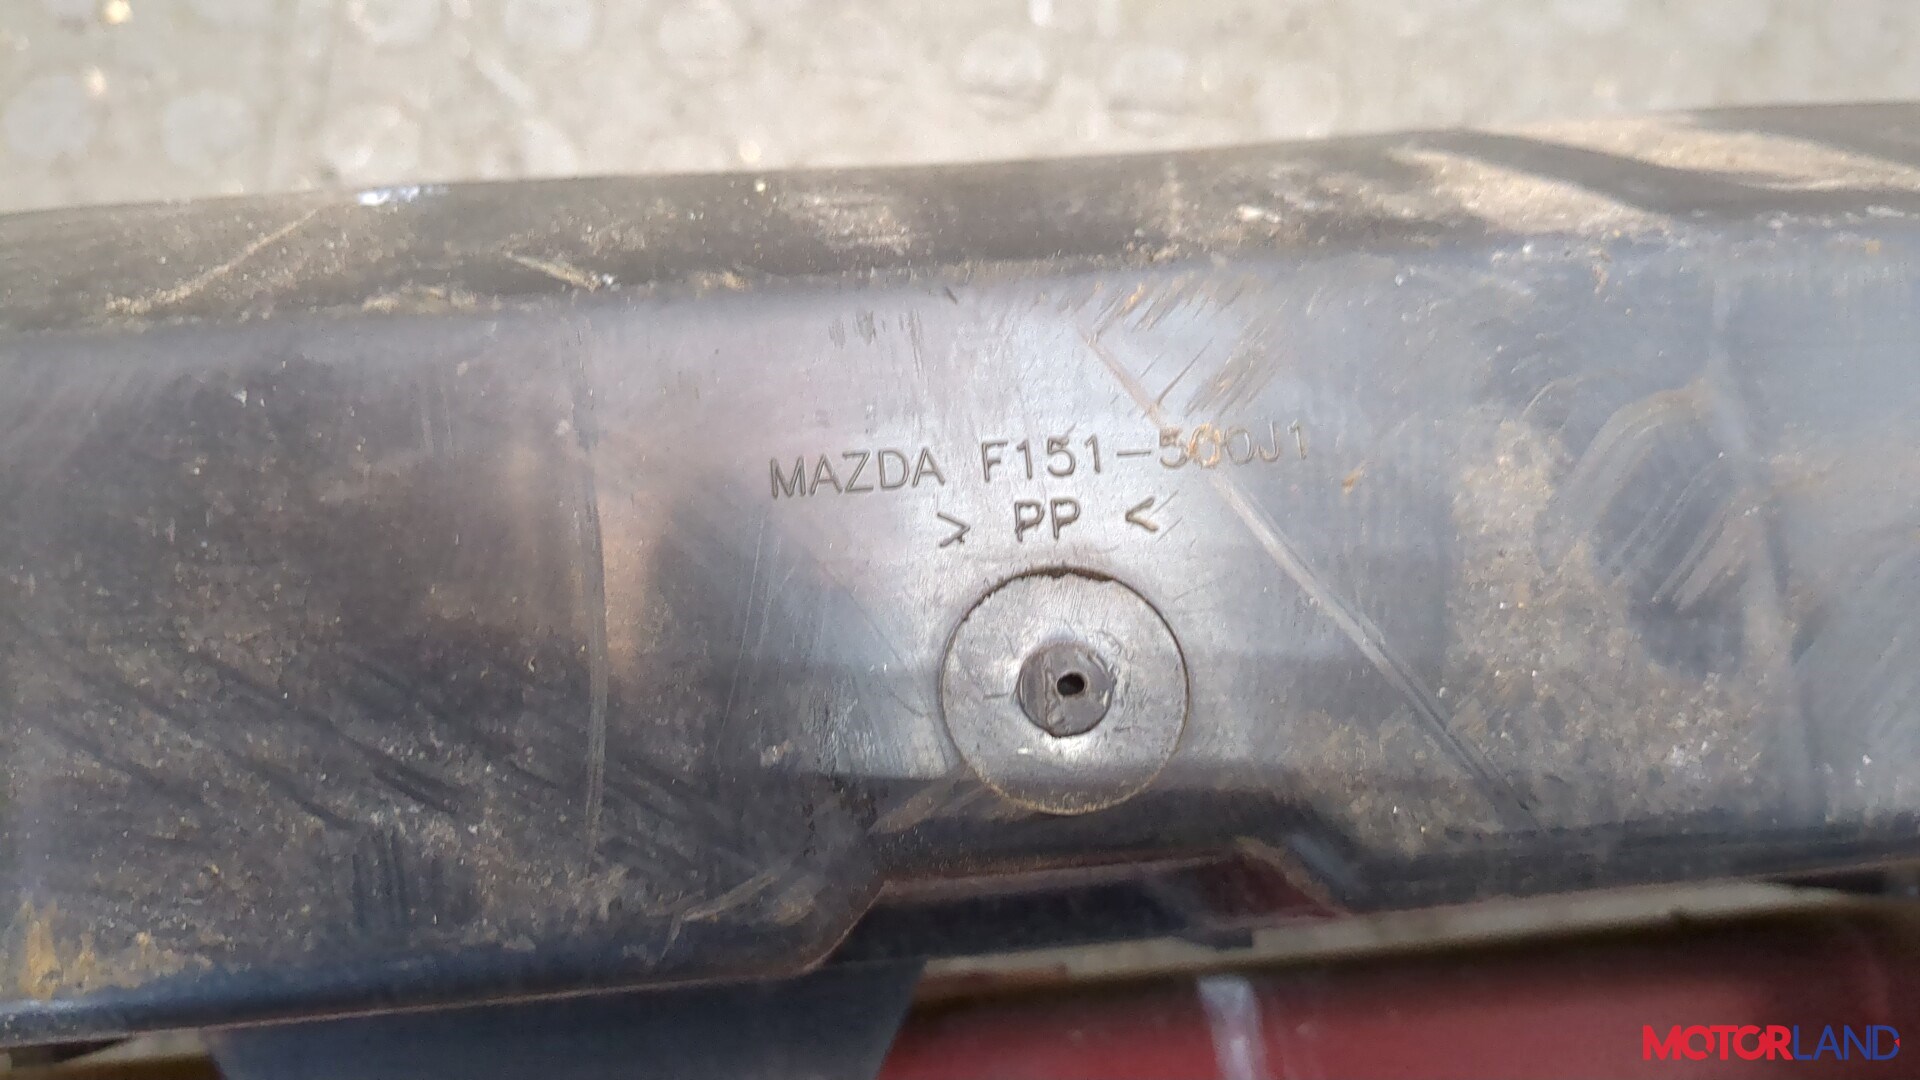 MAZDA F151-500J1
> PP <
MOTORLAND